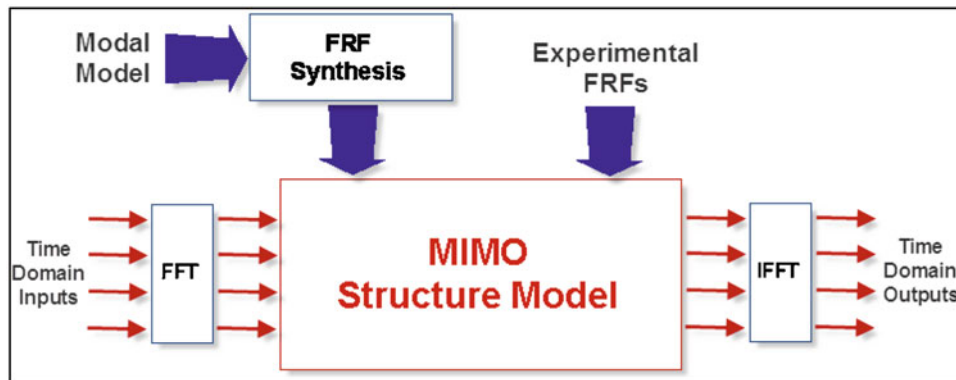 Modal
Model
FRF
Synthesis
Experimental
FRFs
Time
Domain
Inputs
FFT
MIMO
Structure Model
IFFT
Time
Domain
Outputs